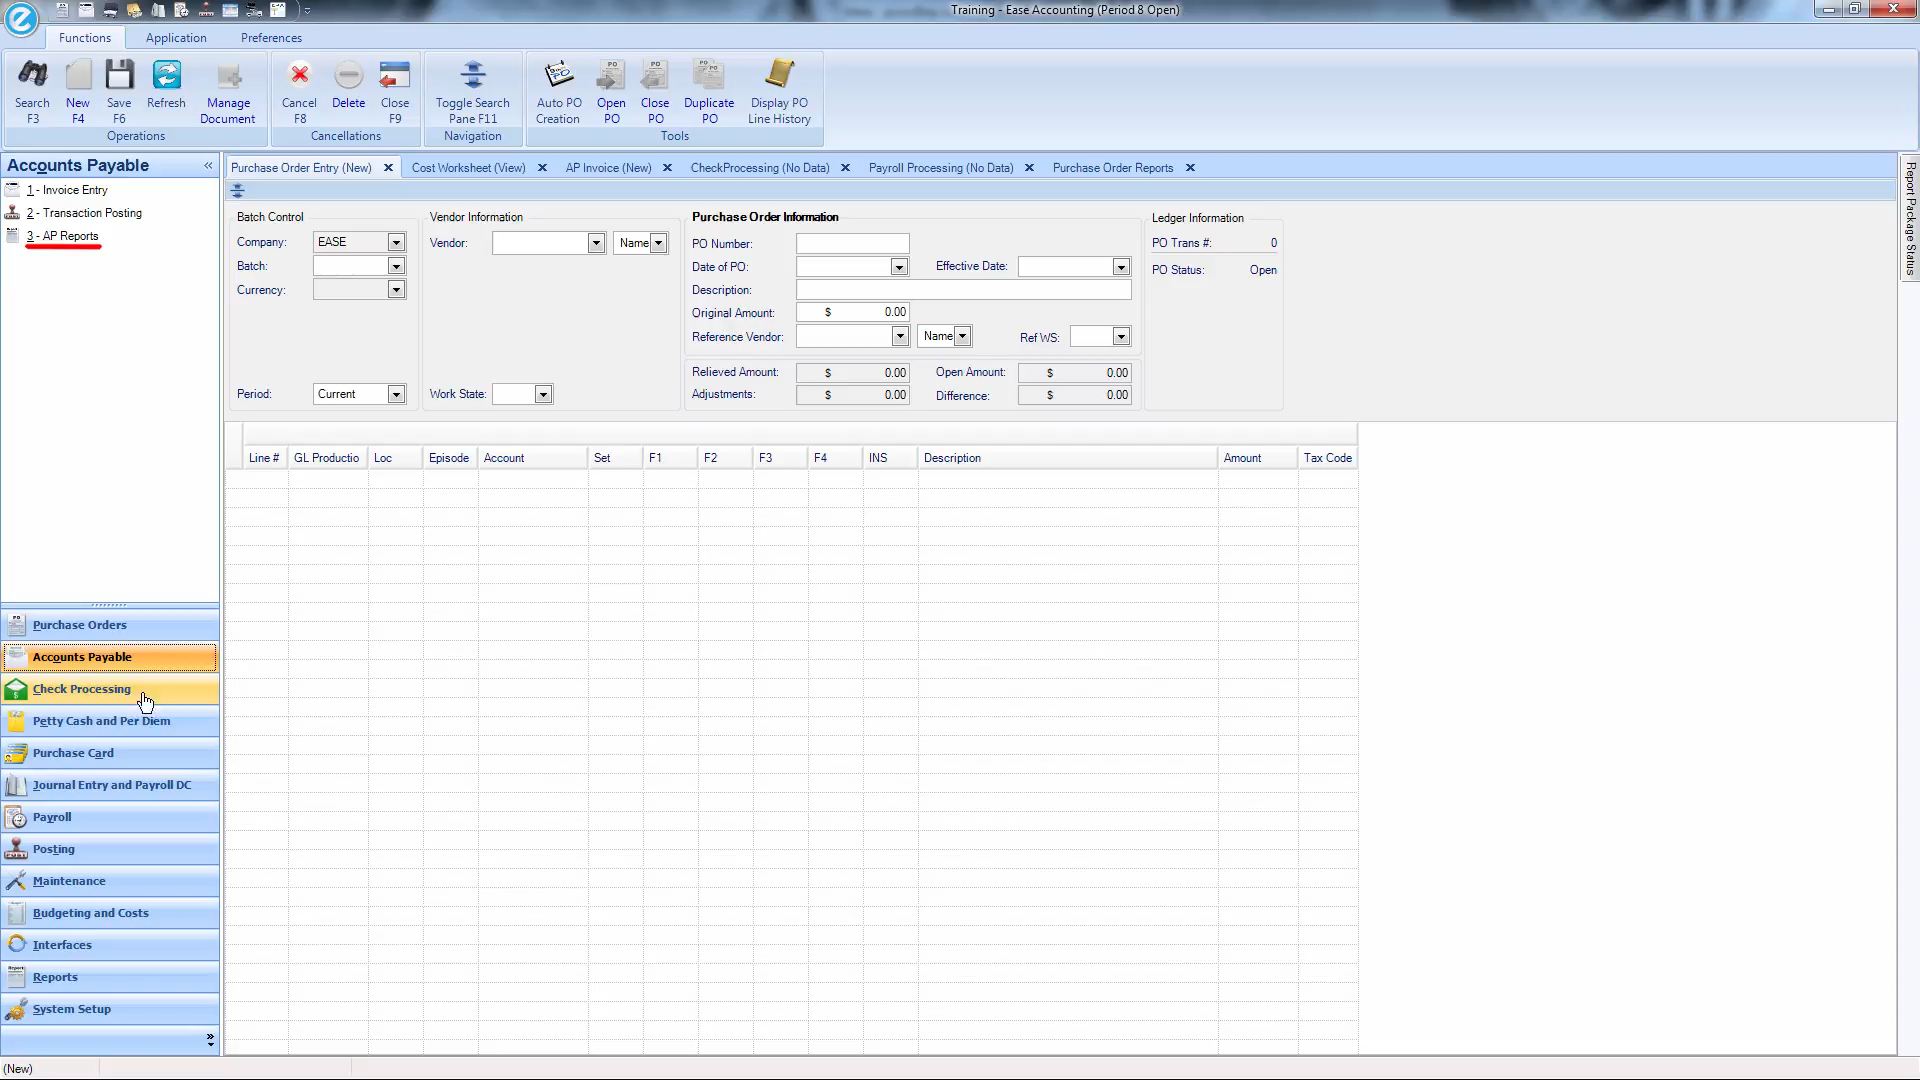 Training - Ease Accounting (Period 8 Open)
Functions
Application
Preferences
Search F3
New F4
Save F6
Refresh
Manage Document
Operations
Cancel F8
Delete
Close F9
Cancellations
Toggle Search Pane F11
Navigation
Auto PO Creation
Open PO
Close PO
Duplicate PO
Display PO Line History
Tools
Accounts Payable
1 - Invoice Entry
2 - Transaction Posting
3 - AP Reports
Purchase Order Entry (New)
Cost Worksheet (View)
AP Invoice (New)
CheckProcessing (No Data)
Payroll Processing (No Data)
Purchase Order Reports
Report Pack Package Status
Batch Control
Company: EASE
Batch:
Currency:
Period: Current
Vendor Information
Vendor: Name
Work State:
Purchase Order Information
PO Number:
Date of PO: Effective Date:
Description:
Original Amount: $ 0.00
Reference Vendor: Name Ref WS:
Relieved Amount: $ 0.00 Open Amount: $ 0.00
Adjustments: $ 0.00 Difference: $ 0.00
Ledger Information
PO Trans #: 0
PO Status: Open
Line # GL Productio Loc Episode Account Set F1 F2 F3 F4 INS Description Amount Tax Code
Purchase Orders
Accounts Payable
Check Processing
Petty Cash and Per Diem
Purchase Card
Journal Entry and Payroll DC
Payroll
Posting
Maintenance
Budgeting and Costs
Interfaces
Reports
System Setup
(New)